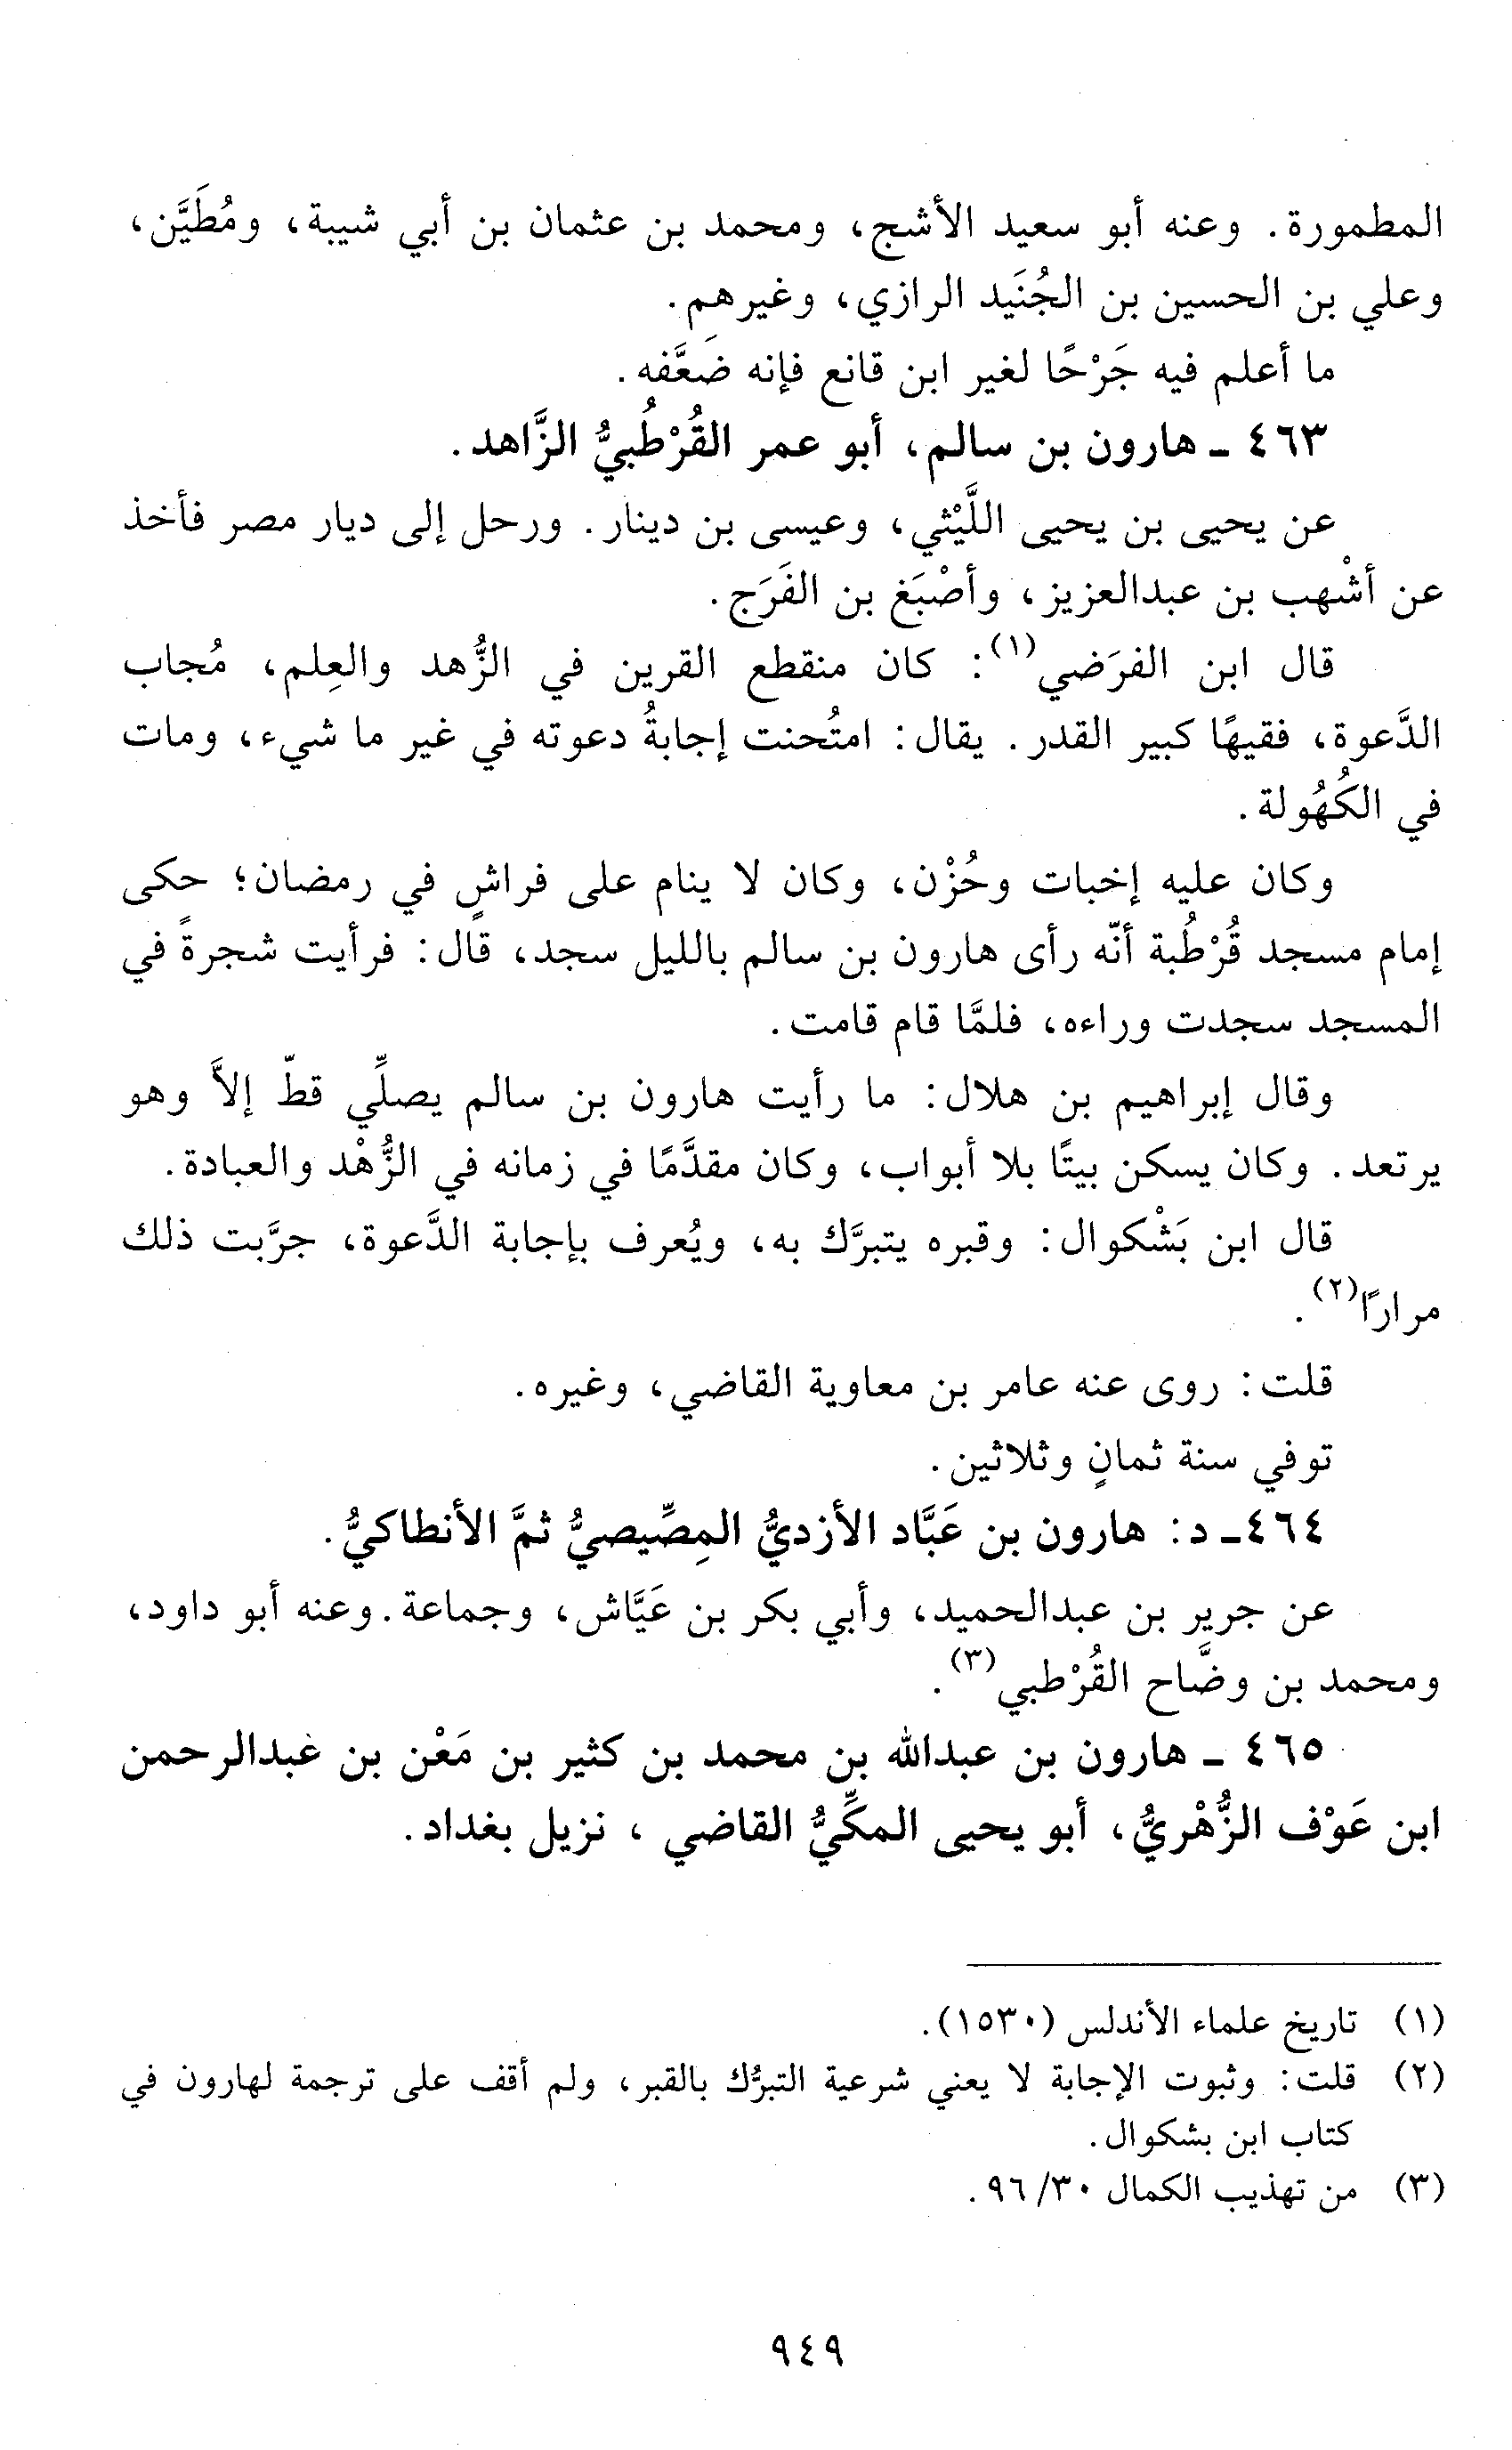 المطمورة. وعنه أبو سعيد الأشج، ومحمد بن عثمان بن أبي شيبة، ومُطَيَّن،
وعلي بن الحسين بن الجُنَيد الرازي، وغيرهم.
ما أعلم فيه جَرْحًا لغير ابن قانع فإنه ضَعَّفه.
٤٦٣ - هارون بن سالم، أبو عمر القُرْطُبيُّ الزَّاهد.
عن يحيى بن يحيى اللَّيْثي، وعيسى بن دينار. ورحل إلى ديار مصر فأخذ
عن أشْهب بن عبدالعزيز، وأصْبَغ بن الفَرَج.
قال ابن الفرَضي(١): كان منقطع القرين في الزُّهد والعِلم، مُجاب
الدَّعوة، فقيهًا كبير القدر. يقال: امتُحنت إجابةُ دعوته في غير ما شيء، ومات
في الكُهُولة.
وكان عليه إخبات وحُزْن، وكان لا ينام على فراشٍ في رمضان؛ حكى
إمام مسجد قُرْطُبة أنّه رأى هارون بن سالم بالليل سجد، قال: فرأيت شجرةً في
المسجد سجدت وراءه، فلمَّا قام قامت.
وقال إبراهيم بن هلال: ما رأيت هارون بن سالم يصلِّي قطّ إلاَّ وهو
يرتعد. وكان يسكن بيتًا بلا أبواب، وكان مقدَّمًا في زمانه في الزُّهْد والعبادة.
قال ابن بَشْكوال: وقبره يتبرَّك به، ويُعرف بإجابة الدَّعوة، جرَّبت ذلك
مرارًا(٢).
قلت: روى عنه عامر بن معاوية القاضي، وغيره.
توفي سنة ثمانٍ وثلاثين.
٤٦٤- د: هارون بن عَبَّاد الأزديُّ المِصِّيصيُّ ثمَّ الأنطاكيُّ.
عن جرير بن عبدالحميد، وأبي بكر بن عَيَّاش، وجماعة. وعنه أبو داود،
ومحمد بن وضَّاح القُرْطبي(٣).
٤٦٥ - هارون بن عبدالله بن محمد بن كثير بن مَعْن بن عبدالرحمن
ابن عَوْف الزُّهْريُّ، أبو يحيى المكِّيُّ القاضي ، نزيل بغداد.
(١) تاريخ علماء الأندلس (١٥٣٠).
(٢) قلت: وثبوت الإجابة لا يعني شرعية التبرُّك بالقبر، ولم أقف على ترجمة لهارون في
كتاب ابن بشكوال.
(٣) من تهذيب الكمال ٣٠/ ٩٦.
٩٤٩